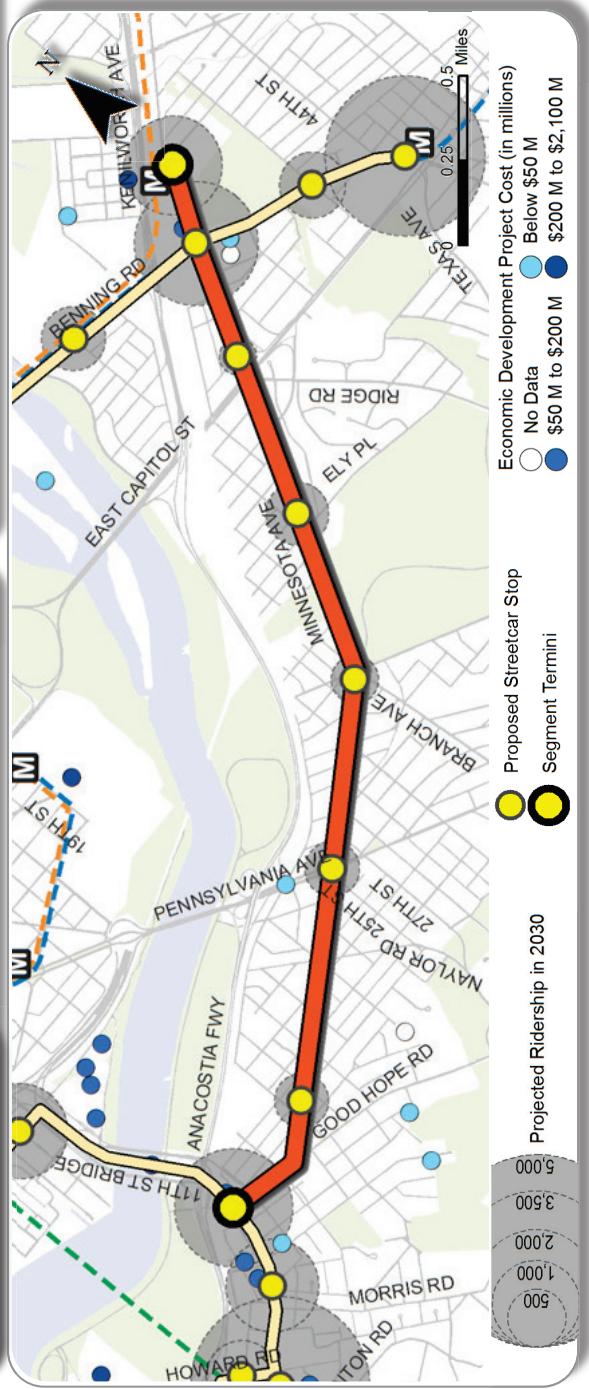 N
KENILWORTH AVE
M
44TH ST
M
TEXAS AVE
BENNING RD
RIDGE RD
EAST CAPITOL ST
ELY PL
MINNESOTA AVE
BRANCH AVE
M
19TH ST
M
PENNSYLVANIA AVE
25TH ST
27TH ST
NAYLOR RD
ANACOSTIA FWY
GOOD HOPE RD
11TH ST BRIDGE
MORRIS RD
HOWARD RD
RD
0 0.25 0.5
Miles
Projected Ridership in 2030
500
1,000
2,000
3,500
5,000
Proposed Streetcar Stop
Segment Termini
Economic Development Project Cost (in millions)
No Data
Below $50 M
$50 M to $200 M
$200 M to $2,100 M